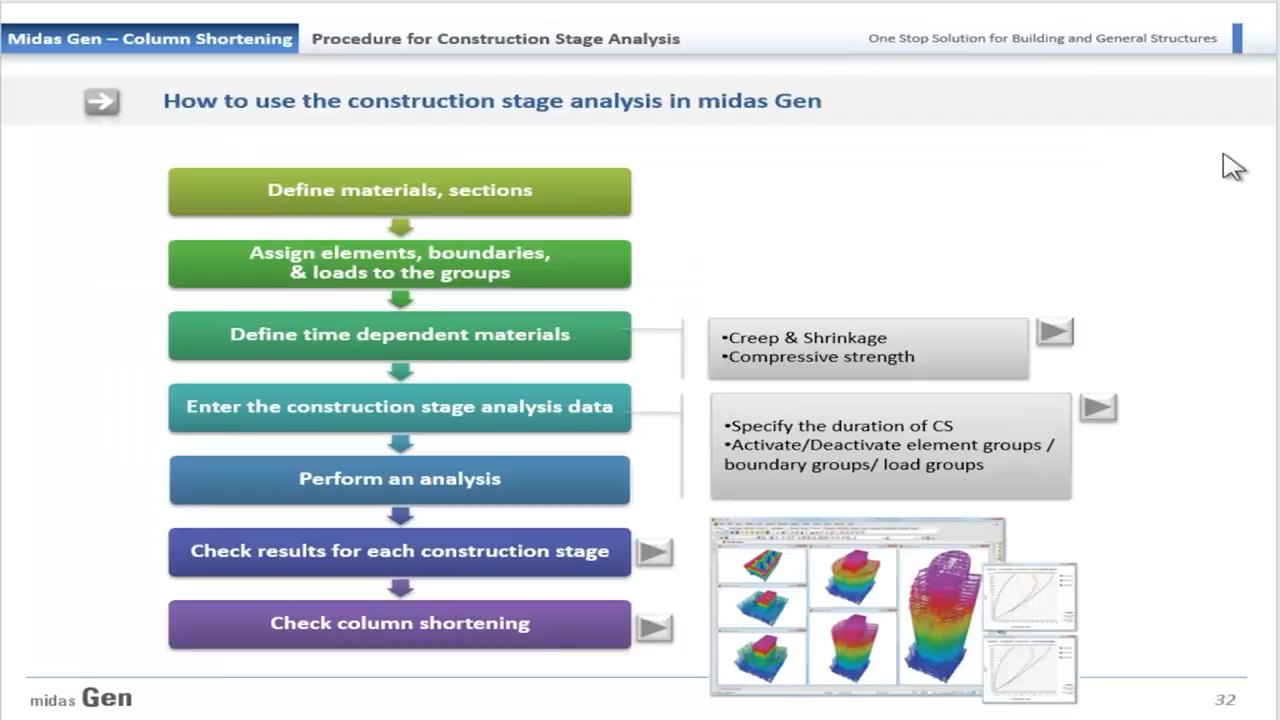 Midas Gen – Column Shortening
Procedure for Construction Stage Analysis
One Stop Solution for Building and General Structures
How to use the construction stage analysis in midas Gen
Define materials, sections
Assign elements, boundaries,
& loads to the groups
Define time dependent materials
•Creep & Shrinkage
•Compressive strength
Enter the construction stage analysis data
•Specify the duration of CS
•Activate/Deactivate element groups /
boundary groups/ load groups
Perform an analysis
Check results for each construction stage
Check column shortening
midas Gen
32